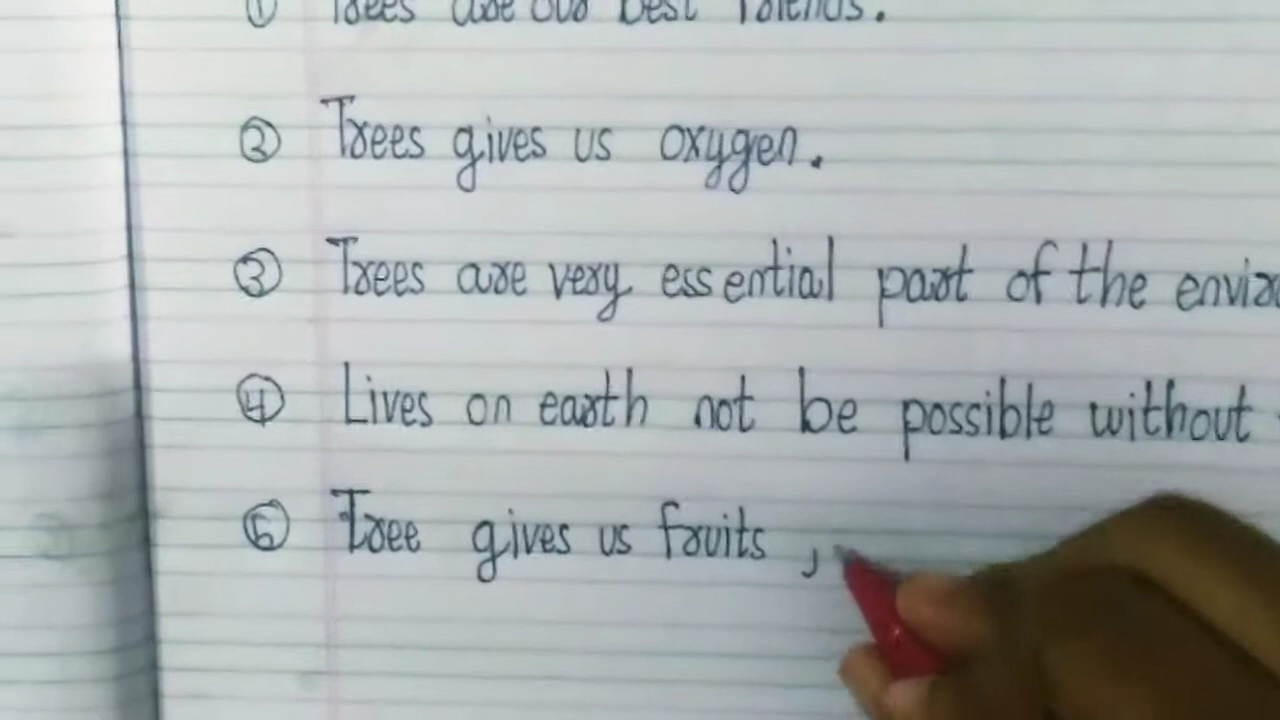 ① Trees are our best friends.
② Trees gives us oxygen.
③ Trees are very essential part of the
④ Lives on earth not be possible without
⑤ Tree gives us fruits ,